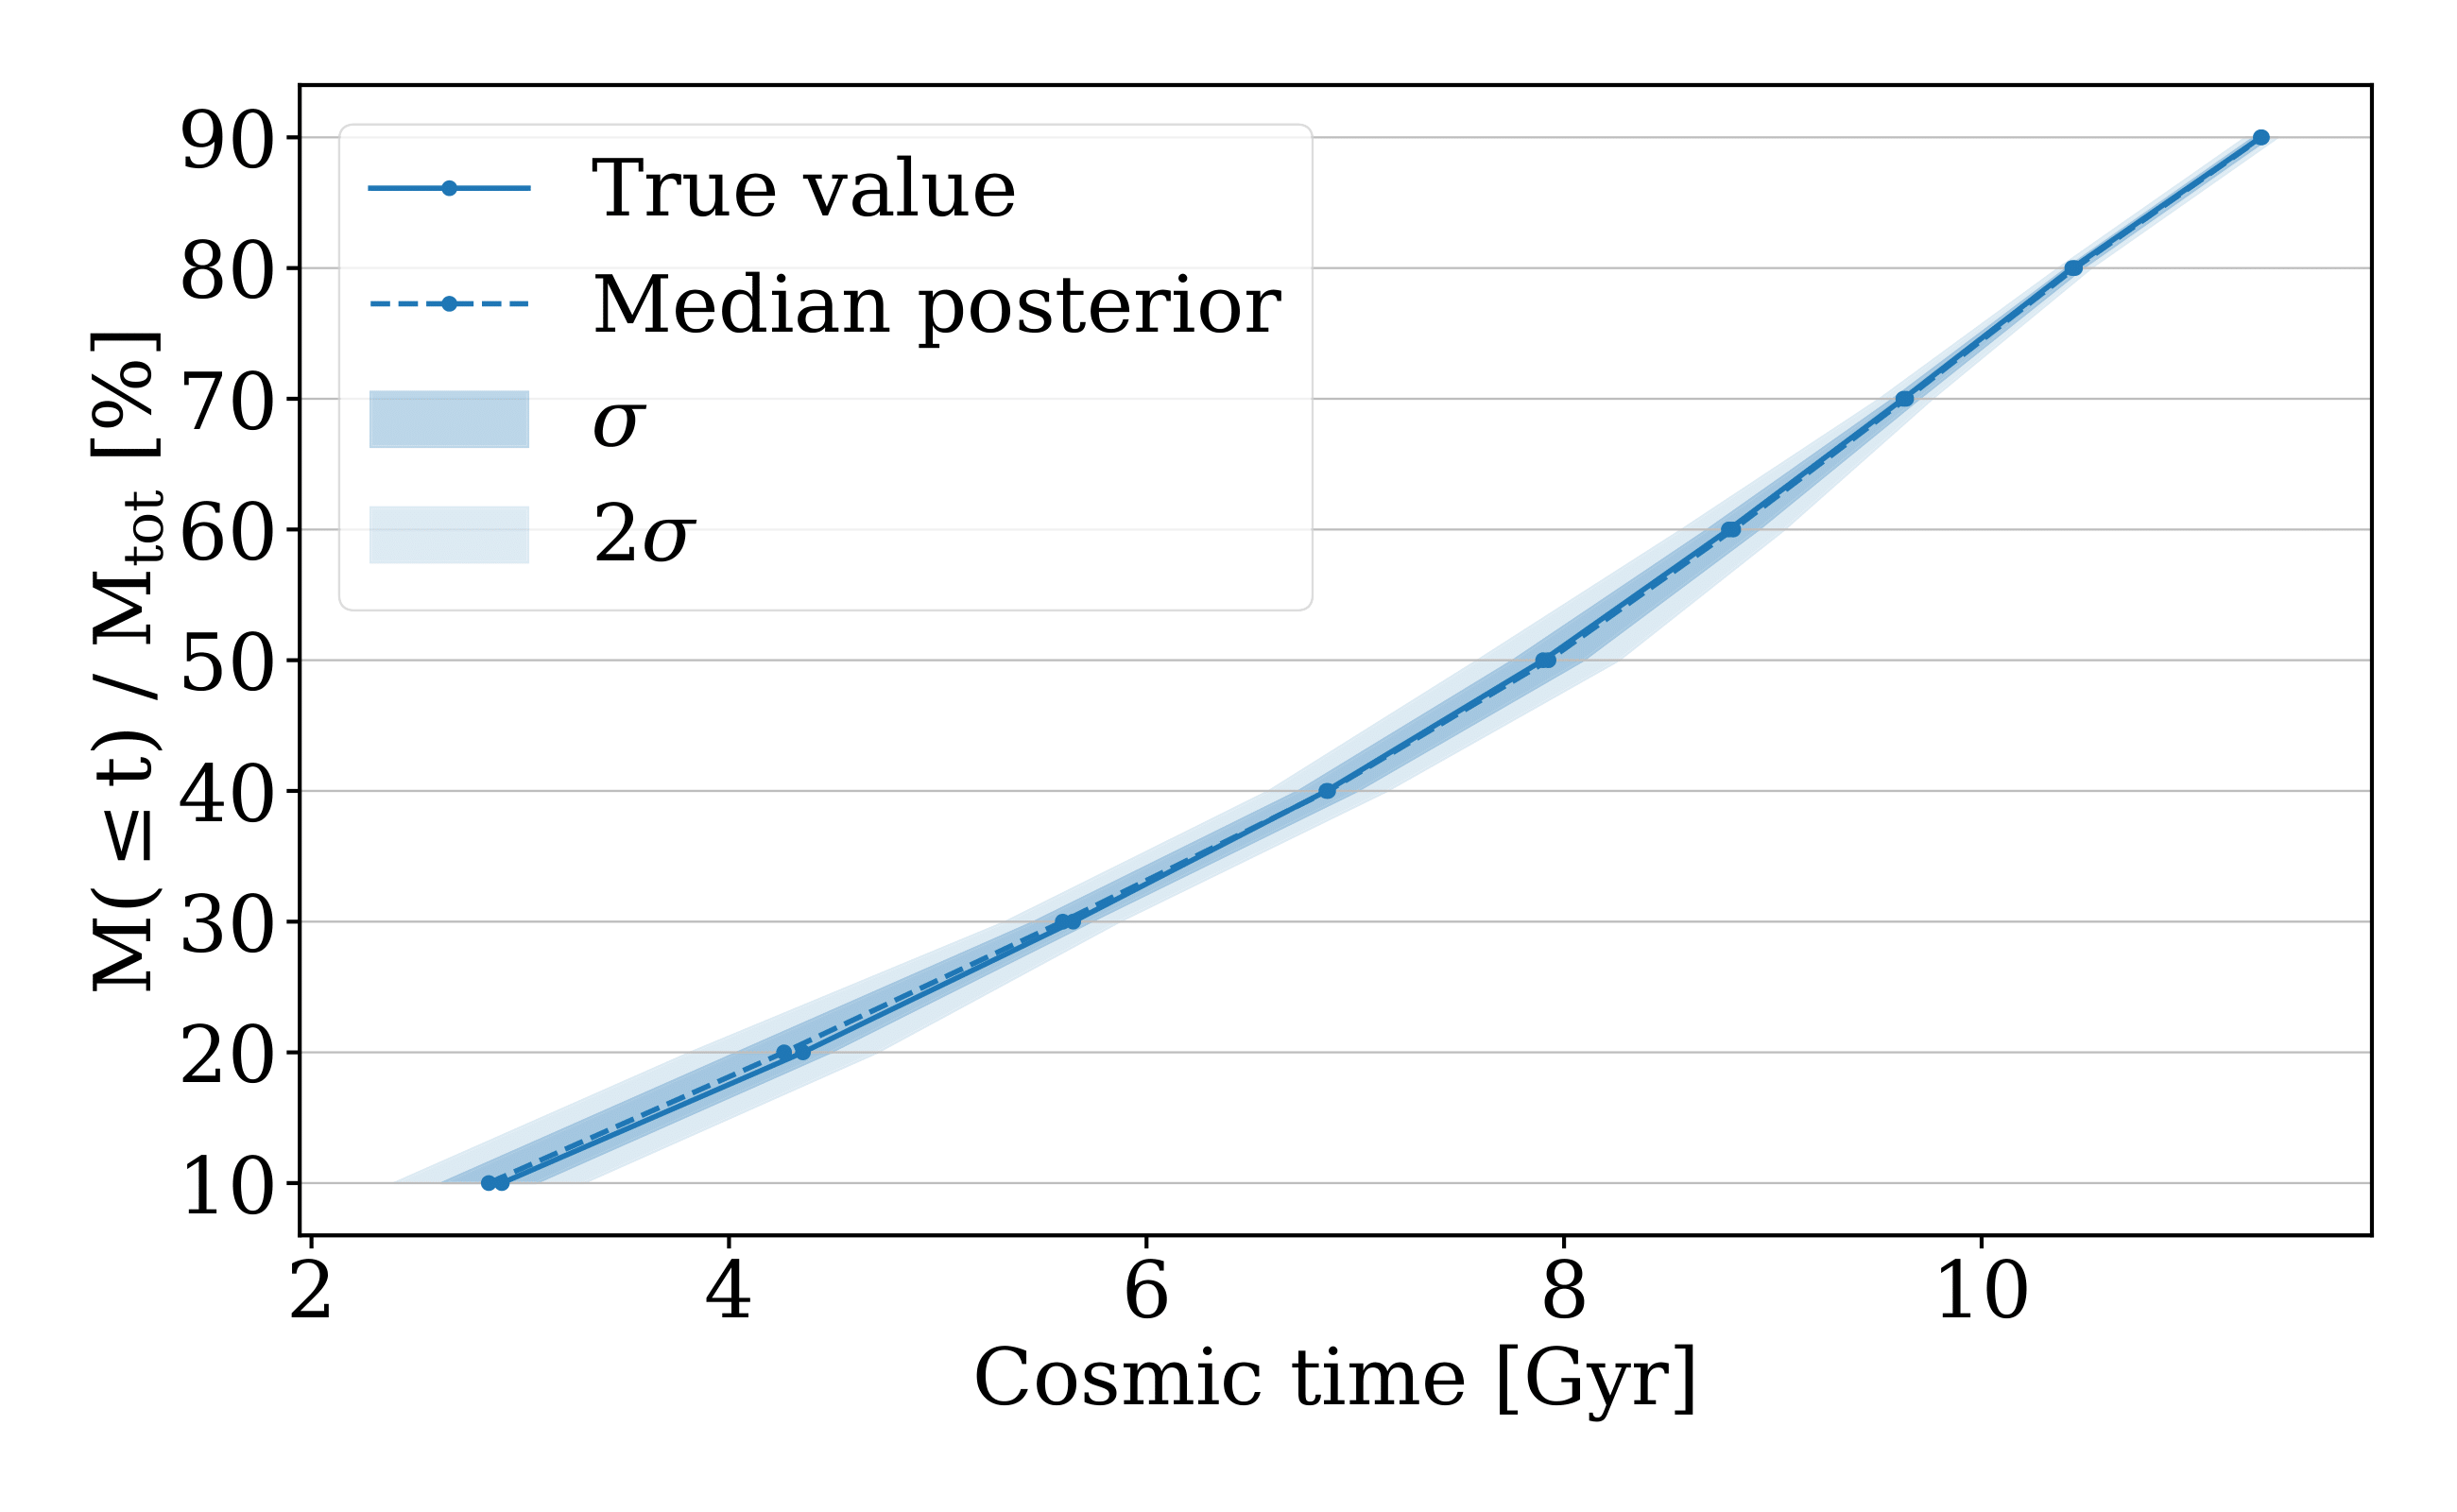 True value
Median posterior
σ
2σ
90
80
70
60
50
40
30
20
10
M( ≤ t) / Mtot [%]
2 4 6 8 10
Cosmic time [Gyr]